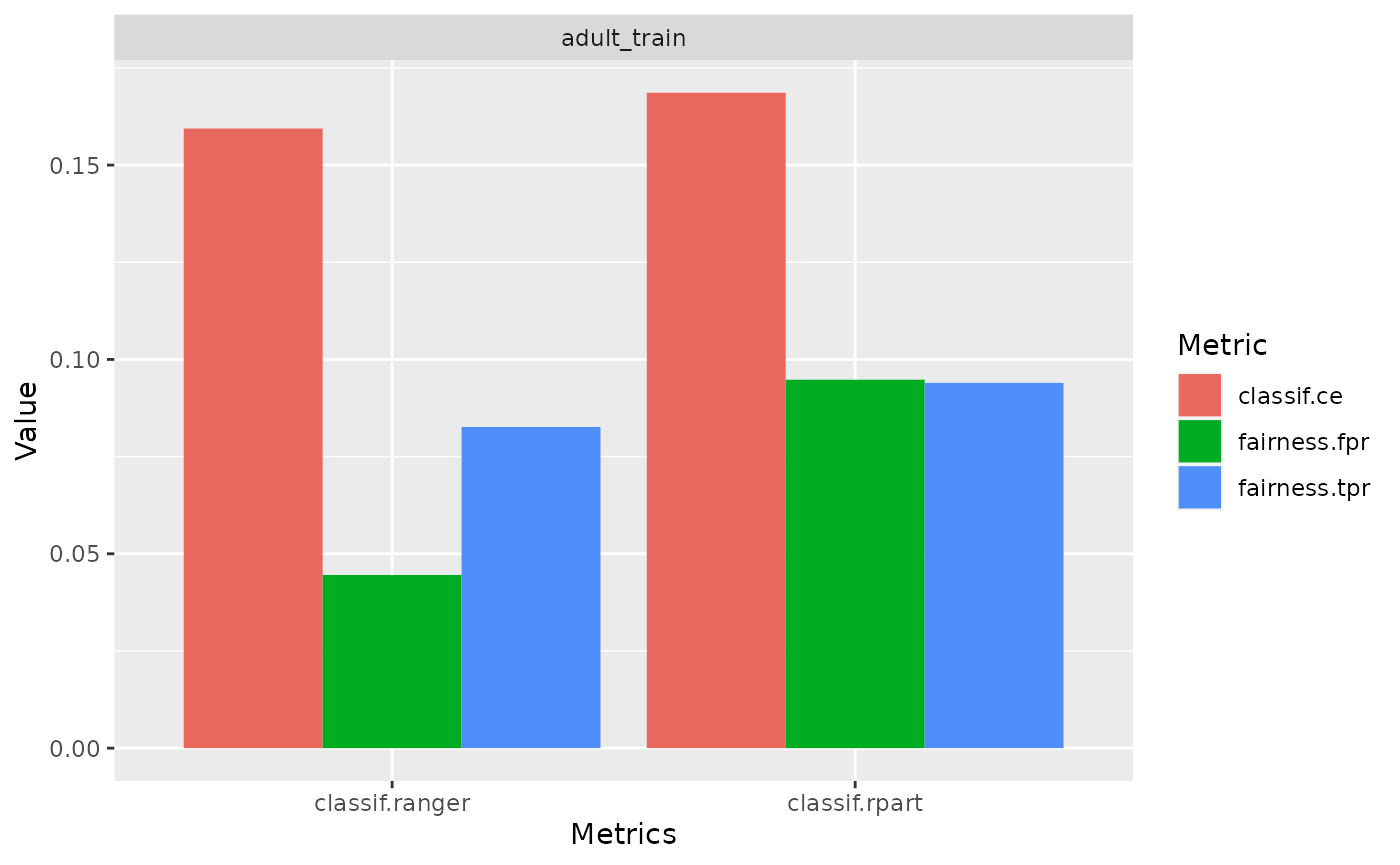 adult_train
Value
0.15
0.10
0.05
0.00
classif.ranger
classif.rpart
Metrics
Metric
classif.ce
fairness.fpr
fairness.tpr